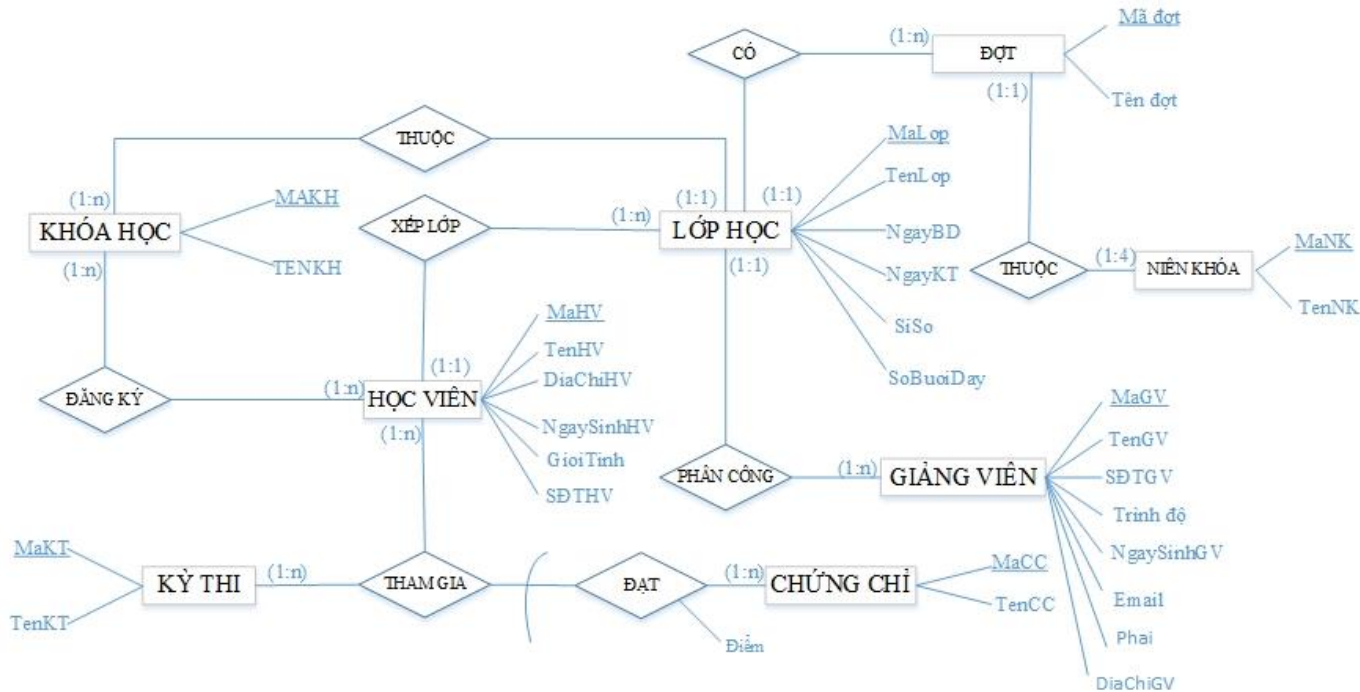 Mã đợt
(1:n)
CÓ
ĐỢT
(1:1)
Tên đợt
THUỘC
MaLop
TenLop
(1:n)
MAKH
(1:1)
(1:1)
XẾP LỚP
(1:n)
KHÓA HỌC
LỚP HỌC
NgayBD
(1:n)
TENKH
(1:1)
NgayKT
THUỘC
(1:4)
NIÊN KHÓA
MaNK
TenNK
MaHV
SiSo
TenHV
(1:1)
DiaChiHV
SoBuoiDay
ĐĂNG KÝ
(1:n)
HỌC VIÊN
MaGV
(1:n)
NgaySinhHV
TenGV
GioiTinh
PHÂN CÔNG
(1:n)
GIẢNG VIÊN
SĐTGV
SĐTHV
Trình độ
MaKT
NgaySinhGV
KỲ THI
(1:n)
THAM GIA
ĐẠT
(1:n)
CHỨNG CHỈ
MaCC
TenCC
Email
TenKT
Điểm
Phai
DiaChiGV